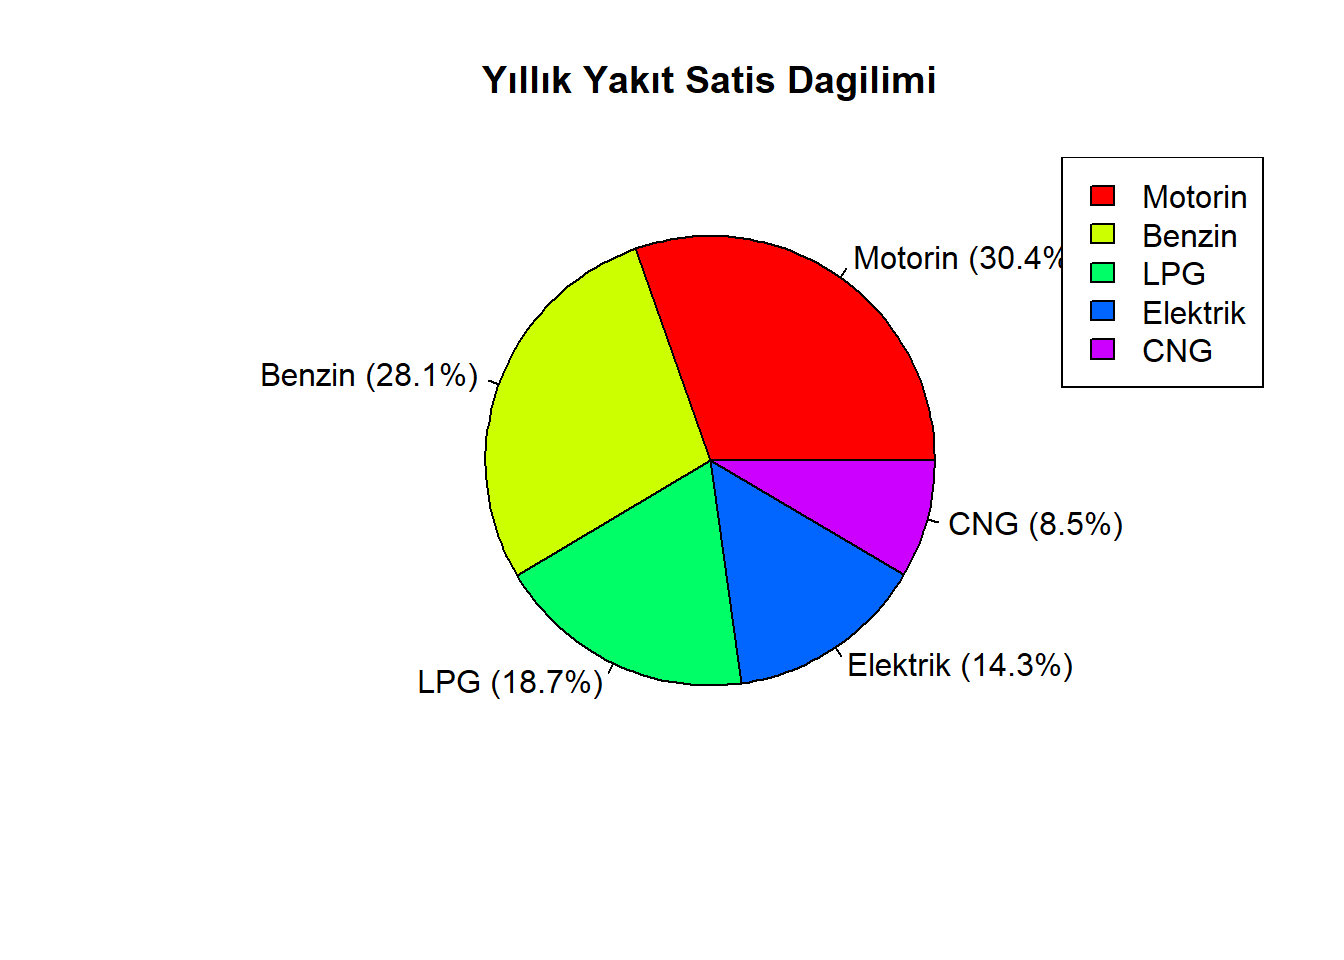 Yıllık Yakıt Satis Dagilimi
Motorin
Benzin
LPG
Elektrik
CNG
Motorin (30.4%
Benzin (28.1%)
CNG (8.5%)
Elektrik (14.3%)
LPG (18.7%)